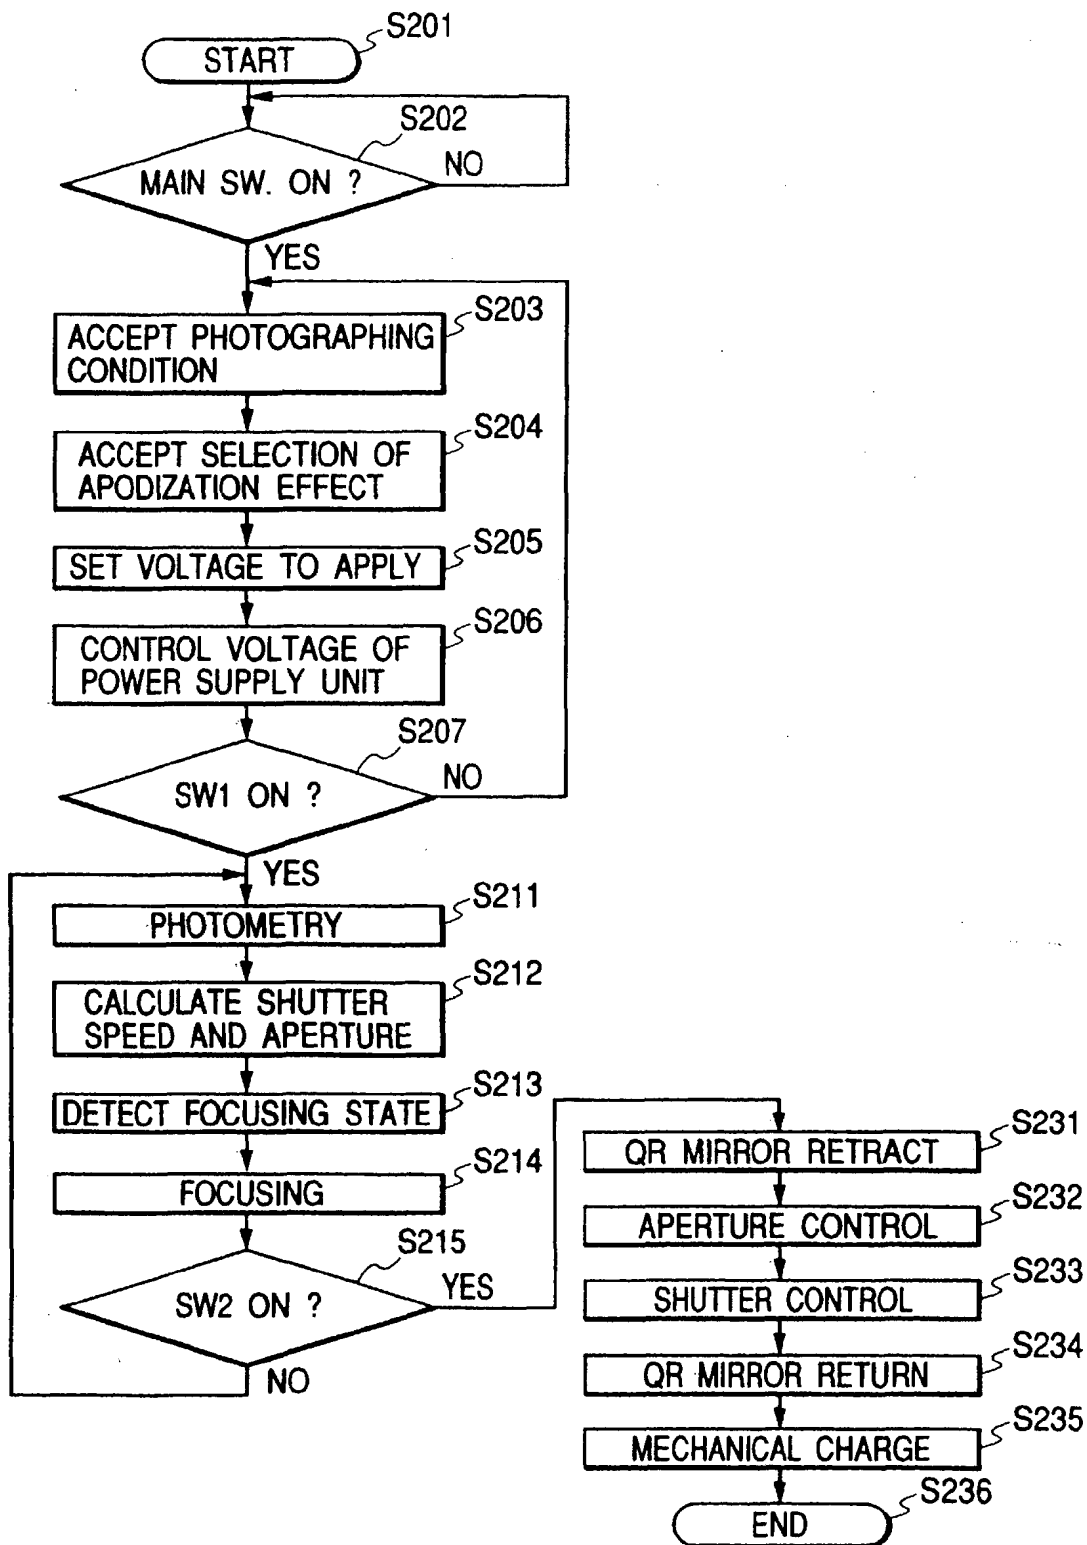 S201
START
S202
MAIN SW. ON ?
NO
YES
S203
ACCEPT PHOTOGRAPHING
CONDITION
S204
ACCEPT SELECTION OF
APODIZATION EFFECT
S205
SET VOLTAGE TO APPLY
S206
CONTROL VOLTAGE OF
POWER SUPPLY UNIT
S207
SW1 ON ?
NO
YES
S211
PHOTOMETRY
S212
CALCULATE SHUTTER
SPEED AND APERTURE
S213
DETECT FOCUSING STATE
S214
FOCUSING
S215
SW2 ON ?
YES
NO
S231
QR MIRROR RETRACT
S232
APERTURE CONTROL
S233
SHUTTER CONTROL
S234
QR MIRROR RETURN
S235
MECHANICAL CHARGE
S236
END